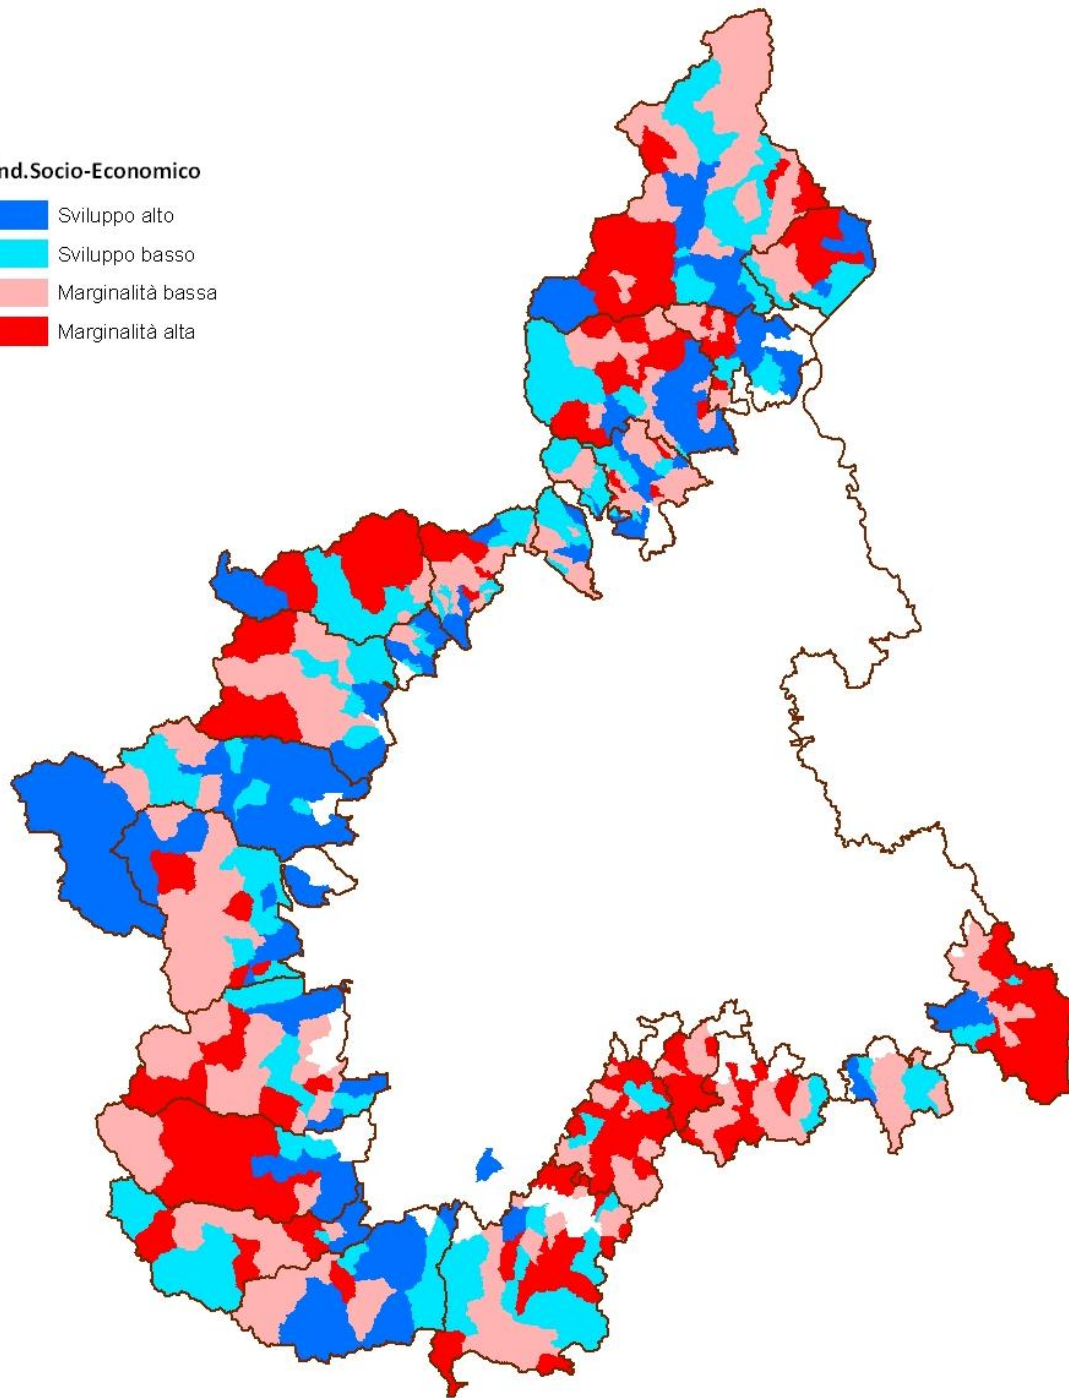 nd.Socio-Economico
Sviluppo alto
Sviluppo basso
Marginalità bassa
Marginalità alta